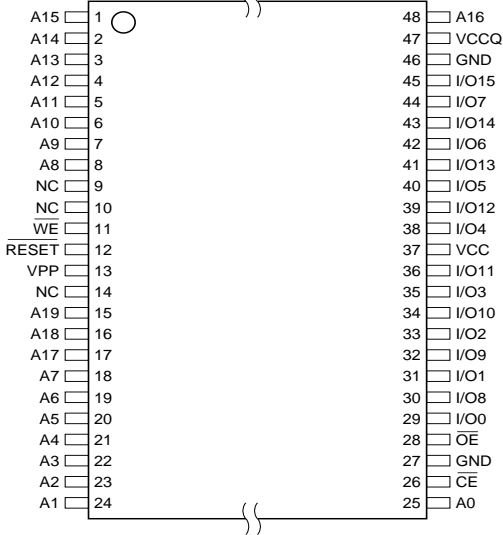 A15 1 48 A16
A14 2 47 VCCQ
A13 3 46 GND
A12 4 45 I/O15
A11 5 44 I/O7
A10 6 43 I/O14
A9 7 42 I/O6
A8 8 41 I/O13
NC 9 40 I/O5
NC 10 39 I/O12
W̅E̅ 11 38 I/O4
R̅E̅S̅E̅T̅ 12 37 VCC
VPP 13 36 I/O11
NC 14 35 I/O3
A19 15 34 I/O10
A18 16 33 I/O2
A17 17 32 I/O9
A7 18 31 I/O1
A6 19 30 I/O8
A5 20 29 I/O0
A4 21 28 O̅E̅
A3 22 27 GND
A2 23 26 C̅E̅
A1 24 25 A0